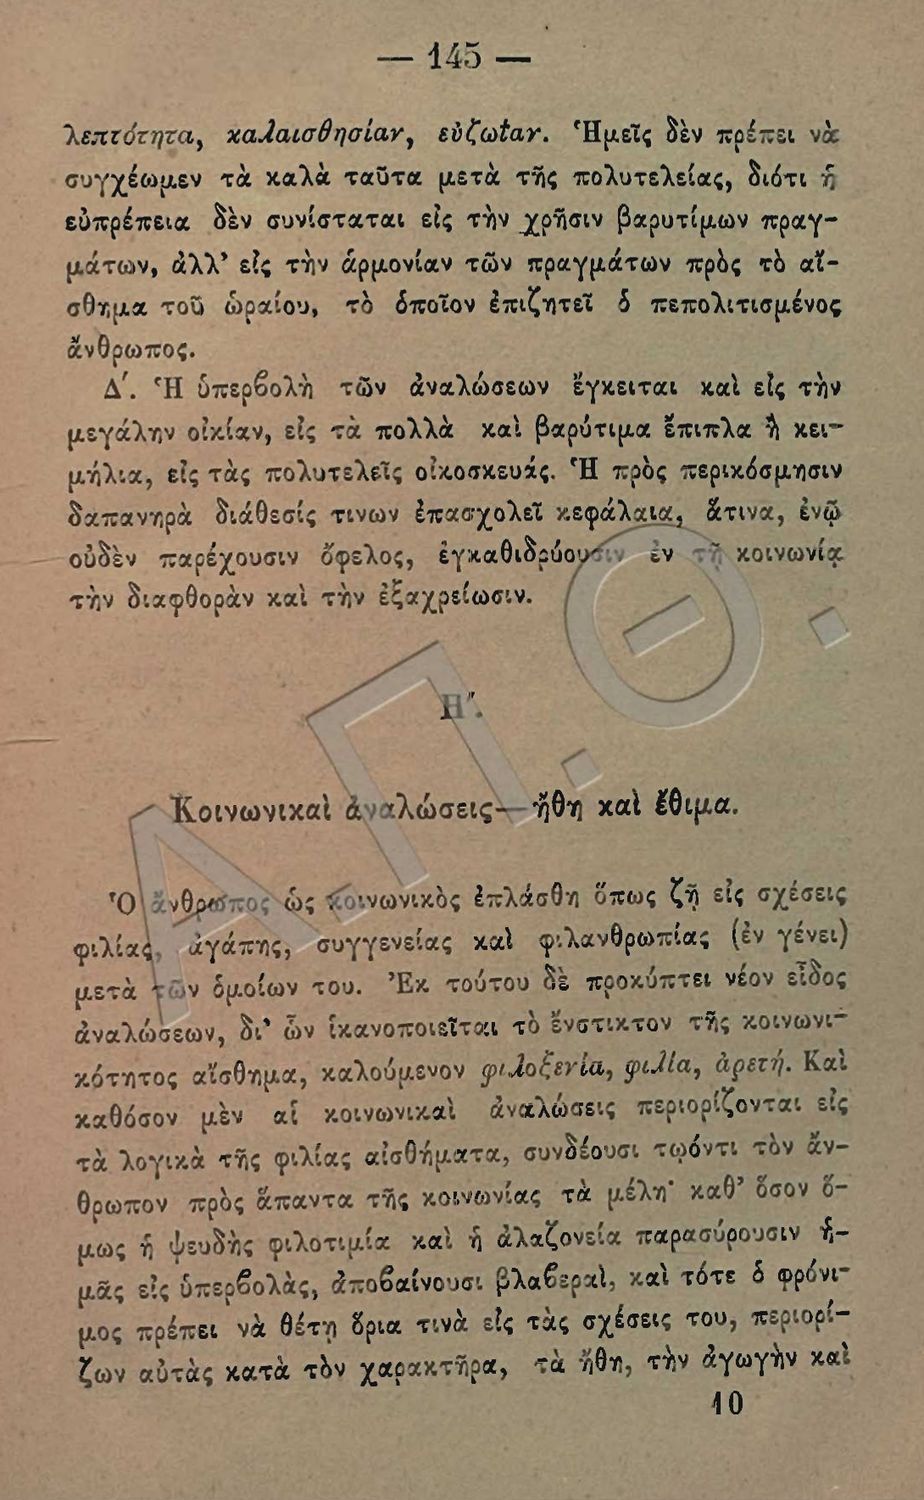 — 145 —
λεπτότητα, καλαισθησίαν, εὐζωΐαν. Ἡμεῖς δὲν πρέπει νὰ
συγχέωμεν τὰ καλὰ ταῦτα μετὰ τῆς πολυτελείας, διότι ἡ
εὐπρέπεια δὲν συνίσταται εἰς τὴν χρῆσιν βαρυτίμων πραγ-
μάτων, ἀλλ' εἰς τὴν ἁρμονίαν τῶν πραγμάτων πρὸς τὸ αἴ-
σθημα τοῦ ὡραίου, τὸ ὁποῖον ἐπιζητεῖ ὁ πεπολιτισμένος
ἄνθρωπος.
Δ'. Ἡ ὑπερβολὴ τῶν ἀναλώσεων ἔγκειται καὶ εἰς τὴν
μεγάλην οἰκίαν, εἰς τὰ πολλὰ καὶ βαρύτιμα ἔπιπλα ἢ κει-
μήλια, εἰς τὰς πολυτελεῖς οἰκοσκευάς. Ἡ πρὸς περικόσμησιν
δαπανηρὰ διάθεσίς τινων ἐπασχολεῖ κεφάλαια, ἅτινα, ἐνῷ
οὐδὲν παρέχουσιν ὄφελος, ἐγκαθιδρύουσιν ἐν τῇ κοινωνίᾳ
τὴν διαφθορὰν καὶ τὴν ἐξαχρείωσιν.
Α.Π.Θ.
Η".
Κοινωνικαὶ ἀναλώσεις—ἤθη καὶ ἔθιμα.
Ὁ ἄνθρωπος ὡς κοινωνικὸς ἐπλάσθη ὅπως ζῇ εἰς σχέσεις
φιλίας, ἀγάπης, συγγενείας καὶ φιλανθρωπίας (ἐν γένει)
μετὰ τῶν ὁμοίων του. Ἐκ τούτου δὲ προκύπτει νέον εἶδος
ἀναλώσεων, δι' ὧν ἱκανοποιεῖται τὸ ἔνστικτον τῆς κοινωνι-
κότητος αἴσθημα, καλούμενον φιλοξενία, φιλία, ἀρετή. Καὶ
καθόσον μὲν αἱ κοινωνικαὶ ἀναλώσεις περιορίζονται εἰς
τὰ λογικὰ τῆς φιλίας αἰσθήματα, συνδέουσι τῳόντι τὸν ἄν-
θρωπον πρὸς ἅπαντα τῆς κοινωνίας τὰ μέλη· καθ' ὅσον ὅ-
μως ἡ ψευδὴς φιλοτιμία καὶ ἡ ἀλαζονεία παρασύρουσιν ἡ-
μᾶς εἰς ὑπερβολὰς, ἀποβαίνουσι βλαβεραὶ, καὶ τότε ὁ φρόνι-
μος πρέπει νὰ θέτῃ ὅρια τινὰ εἰς τὰς σχέσεις του, περιορί-
ζων αὐτὰς κατὰ τὸν χαρακτῆρα, τὰ ἤθη, τὴν ἀγωγὴν καὶ
10